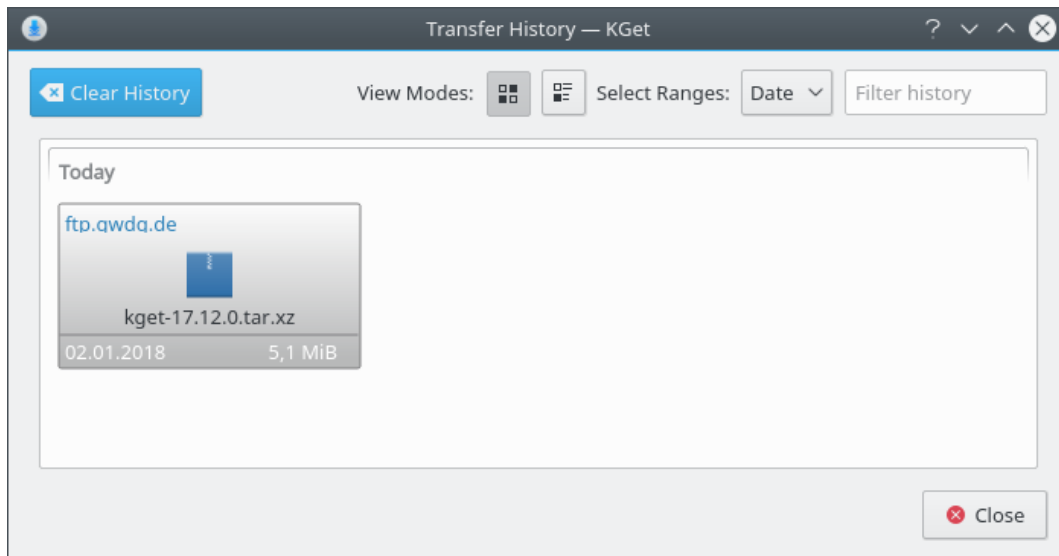 Transfer History — KGet
Clear History
View Modes:
Select Ranges:
Date
Filter history
Today
ftp.gwdg.de
kget-17.12.0.tar.xz
02.01.2018
5,1 MiB
Close